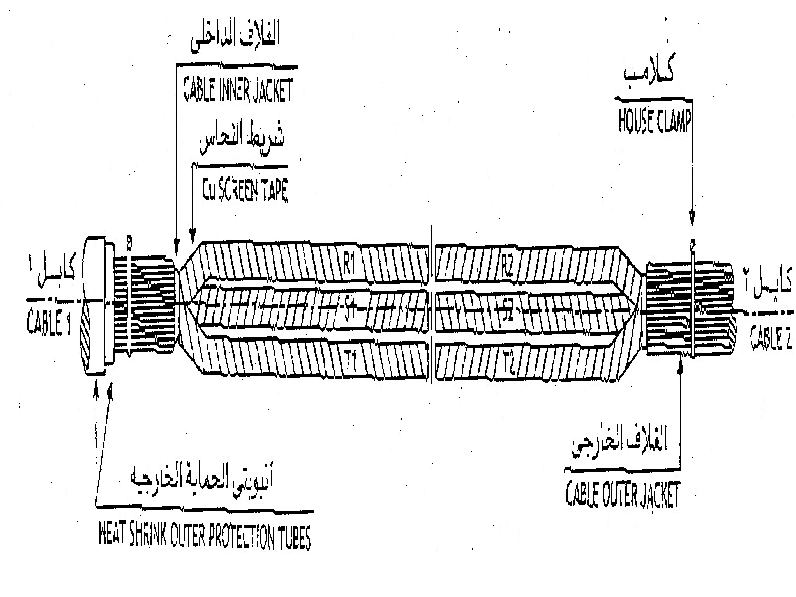 الغلاف الداخلى
CABLE INNER JACKET
شريط النحاس
Cu SCREEN TAPE
كلامب
HOUSE CLAMP
كابل ١
CABLE 1
R1
R2
S1
S2
T1
T2
كابل ٢
CABLE 2
الغلاف الخارجى
CABLE OUTER JACKET
أنبوبتى الحماية الخارجيه
HEAT SHRINK OUTER PROTECTION TUBES